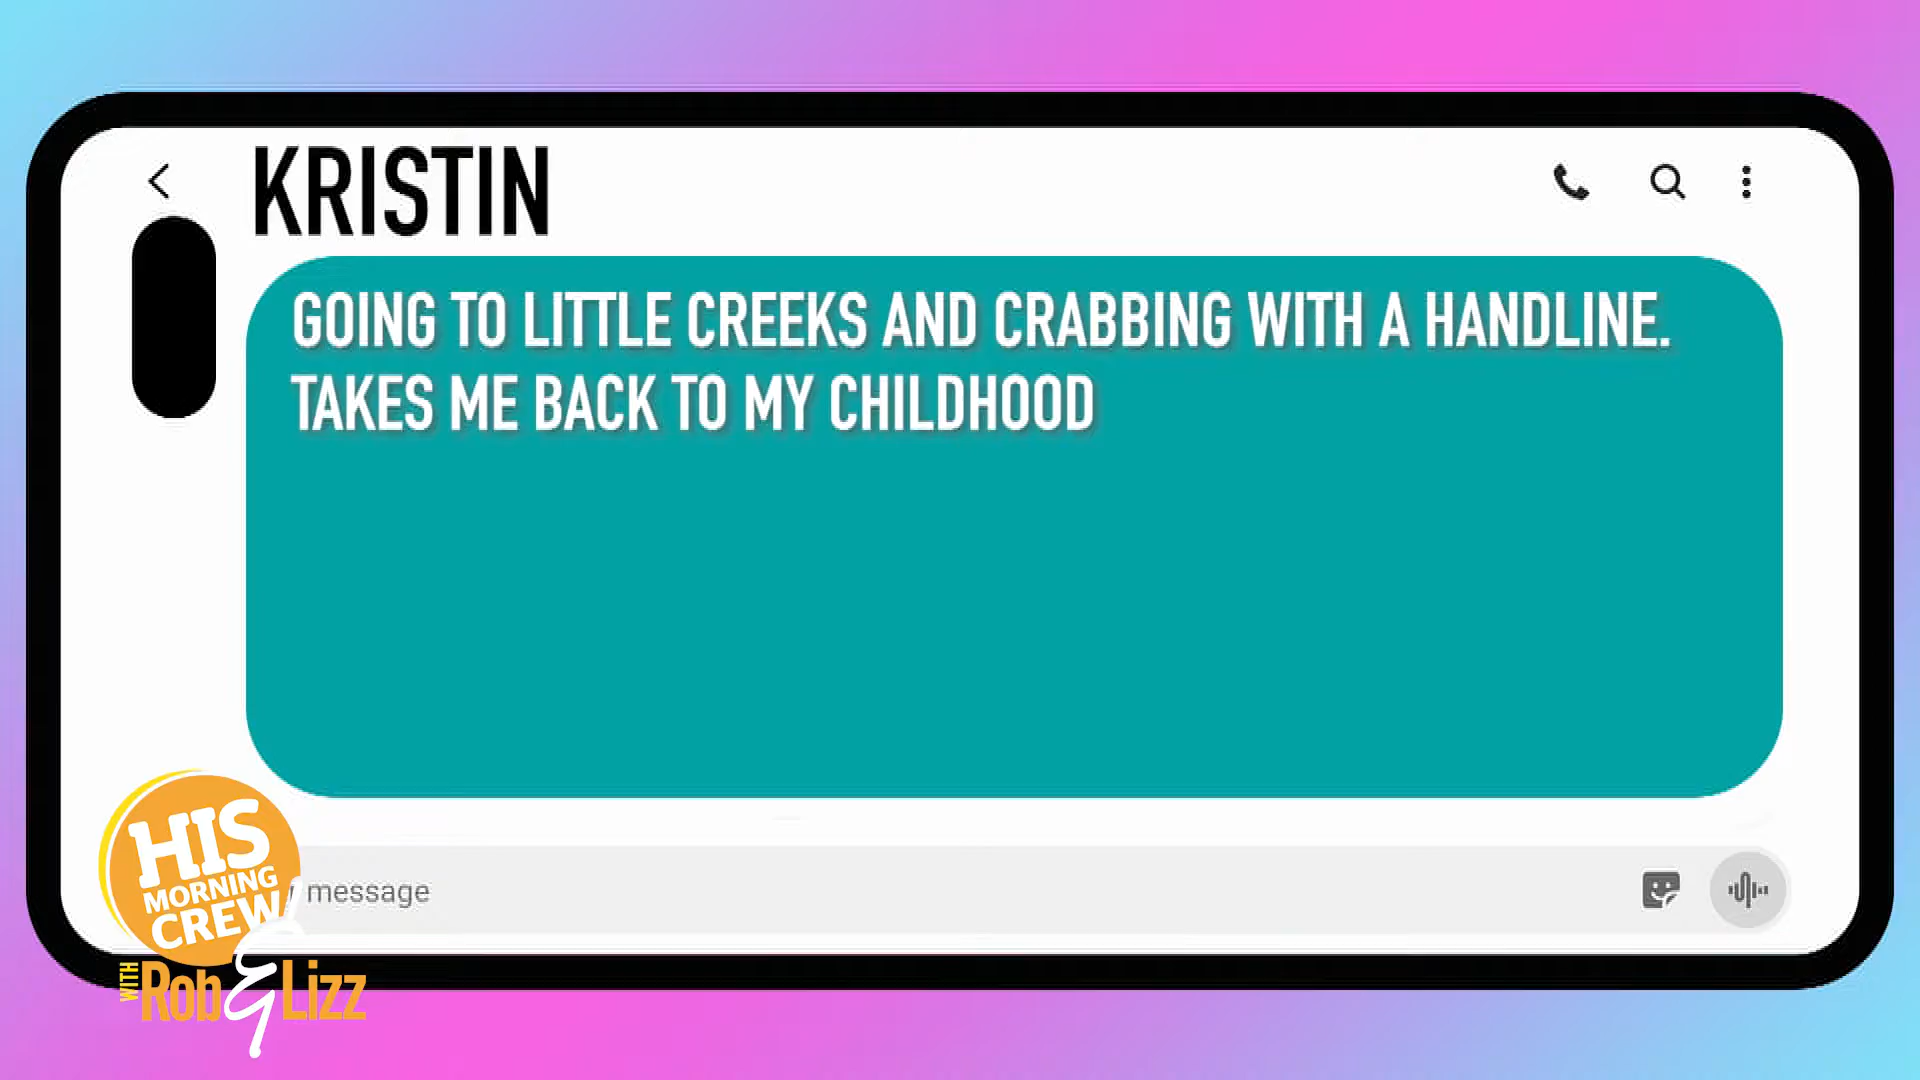 KRISTIN
GOING TO LITTLE CREEKS AND CRABBING WITH A HANDLINE.
TAKES ME BACK TO MY CHILDHOOD
message
HIS
MORNING
CREW
WITH Rob & Lizz